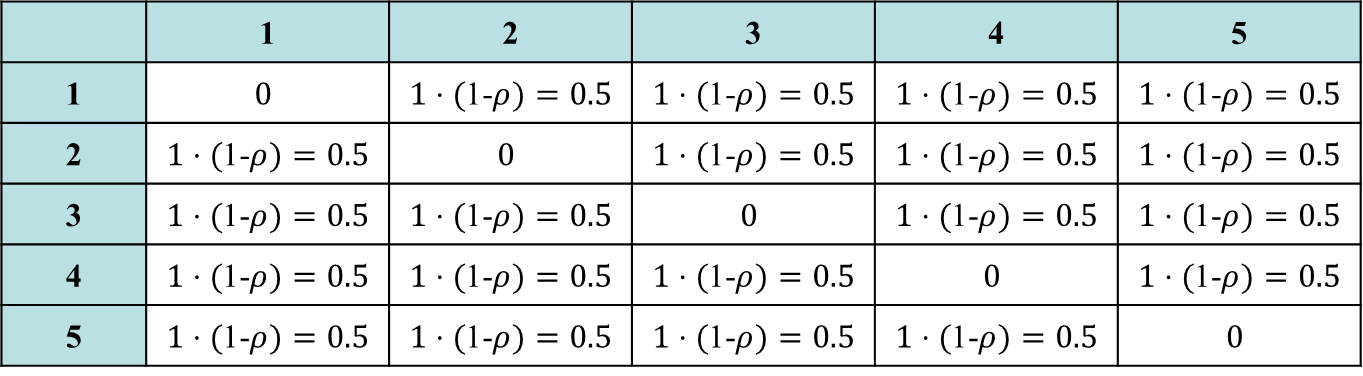 1 2 3 4 5
1 0 1 · (1-ρ) = 0.5 1 · (1-ρ) = 0.5 1 · (1-ρ) = 0.5 1 · (1-ρ) = 0.5
2 1 · (1-ρ) = 0.5 0 1 · (1-ρ) = 0.5 1 · (1-ρ) = 0.5 1 · (1-ρ) = 0.5
3 1 · (1-ρ) = 0.5 1 · (1-ρ) = 0.5 0 1 · (1-ρ) = 0.5 1 · (1-ρ) = 0.5
4 1 · (1-ρ) = 0.5 1 · (1-ρ) = 0.5 1 · (1-ρ) = 0.5 0 1 · (1-ρ) = 0.5
5 1 · (1-ρ) = 0.5 1 · (1-ρ) = 0.5 1 · (1-ρ) = 0.5 1 · (1-ρ) = 0.5 0